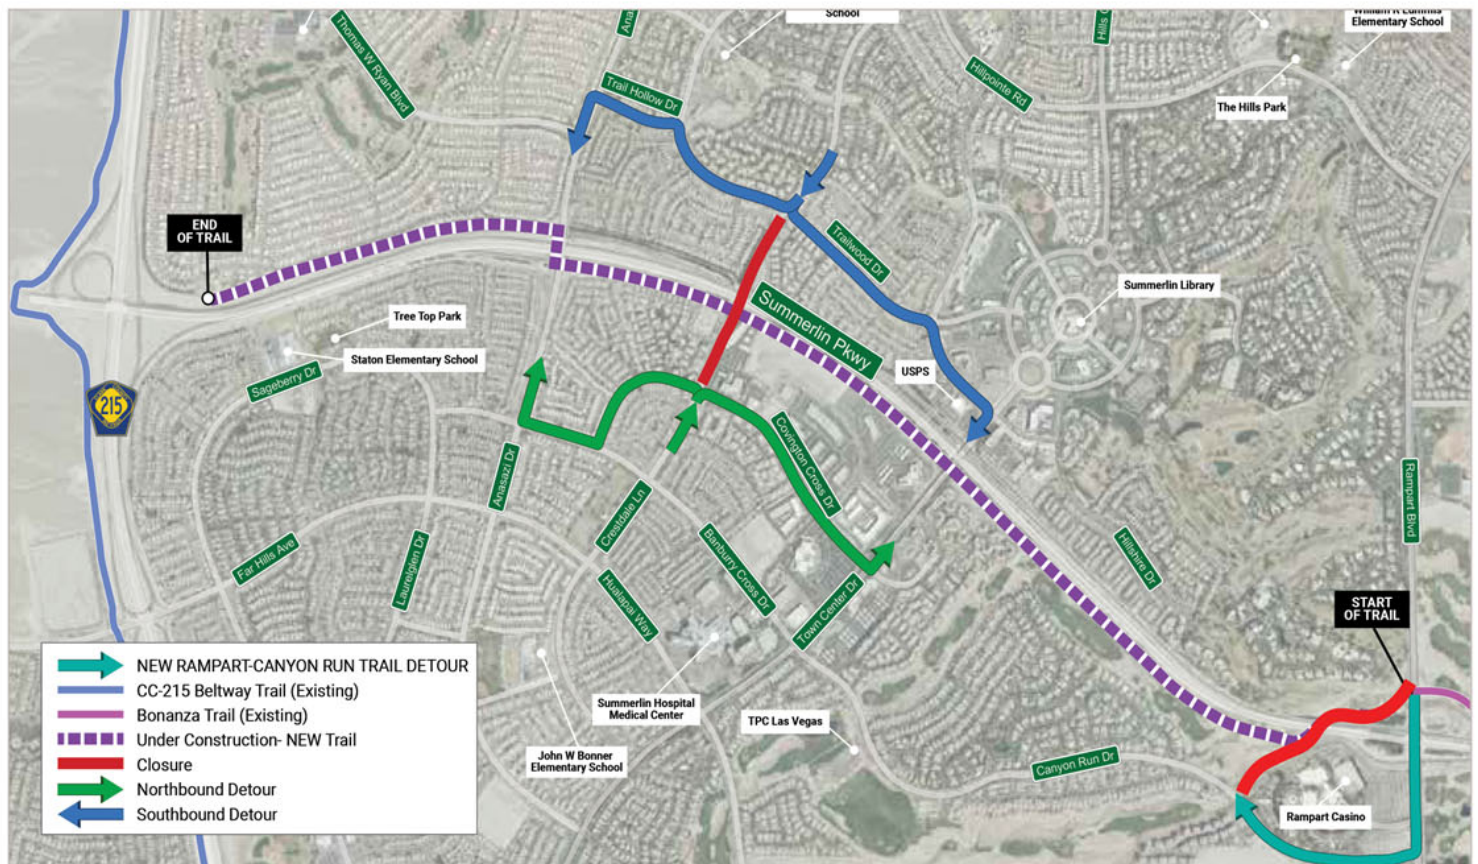 School
William R Lummis
Elementary School
Thomas W Ryan Blvd
Ana
Hills
Trail Hollow Dr
Hillpointe Rd
The Hills Park
END
OF TRAIL
Trailwood Dr
Summerlin Library
Summerlin Pkwy
Tree Top Park
Staton Elementary School
USPS
Sageberry Dr
215
Covington Cross Dr
Anasazi Dr
Rampart Blvd
Crestdale Ln
Far Hills Ave
Laurelglen Dr
Banburry Cross Dr
Hillshire Dr
Hualapai Way
Town Center Dr
START
OF TRAIL
Summerlin Hospital
Medical Center
TPC Las Vegas
John W Bonner
Elementary School
Canyon Run Dr
Rampart Casino
NEW RAMPART-CANYON RUN TRAIL DETOUR
CC-215 Beltway Trail (Existing)
Bonanza Trail (Existing)
Under Construction- NEW Trail
Closure
Northbound Detour
Southbound Detour